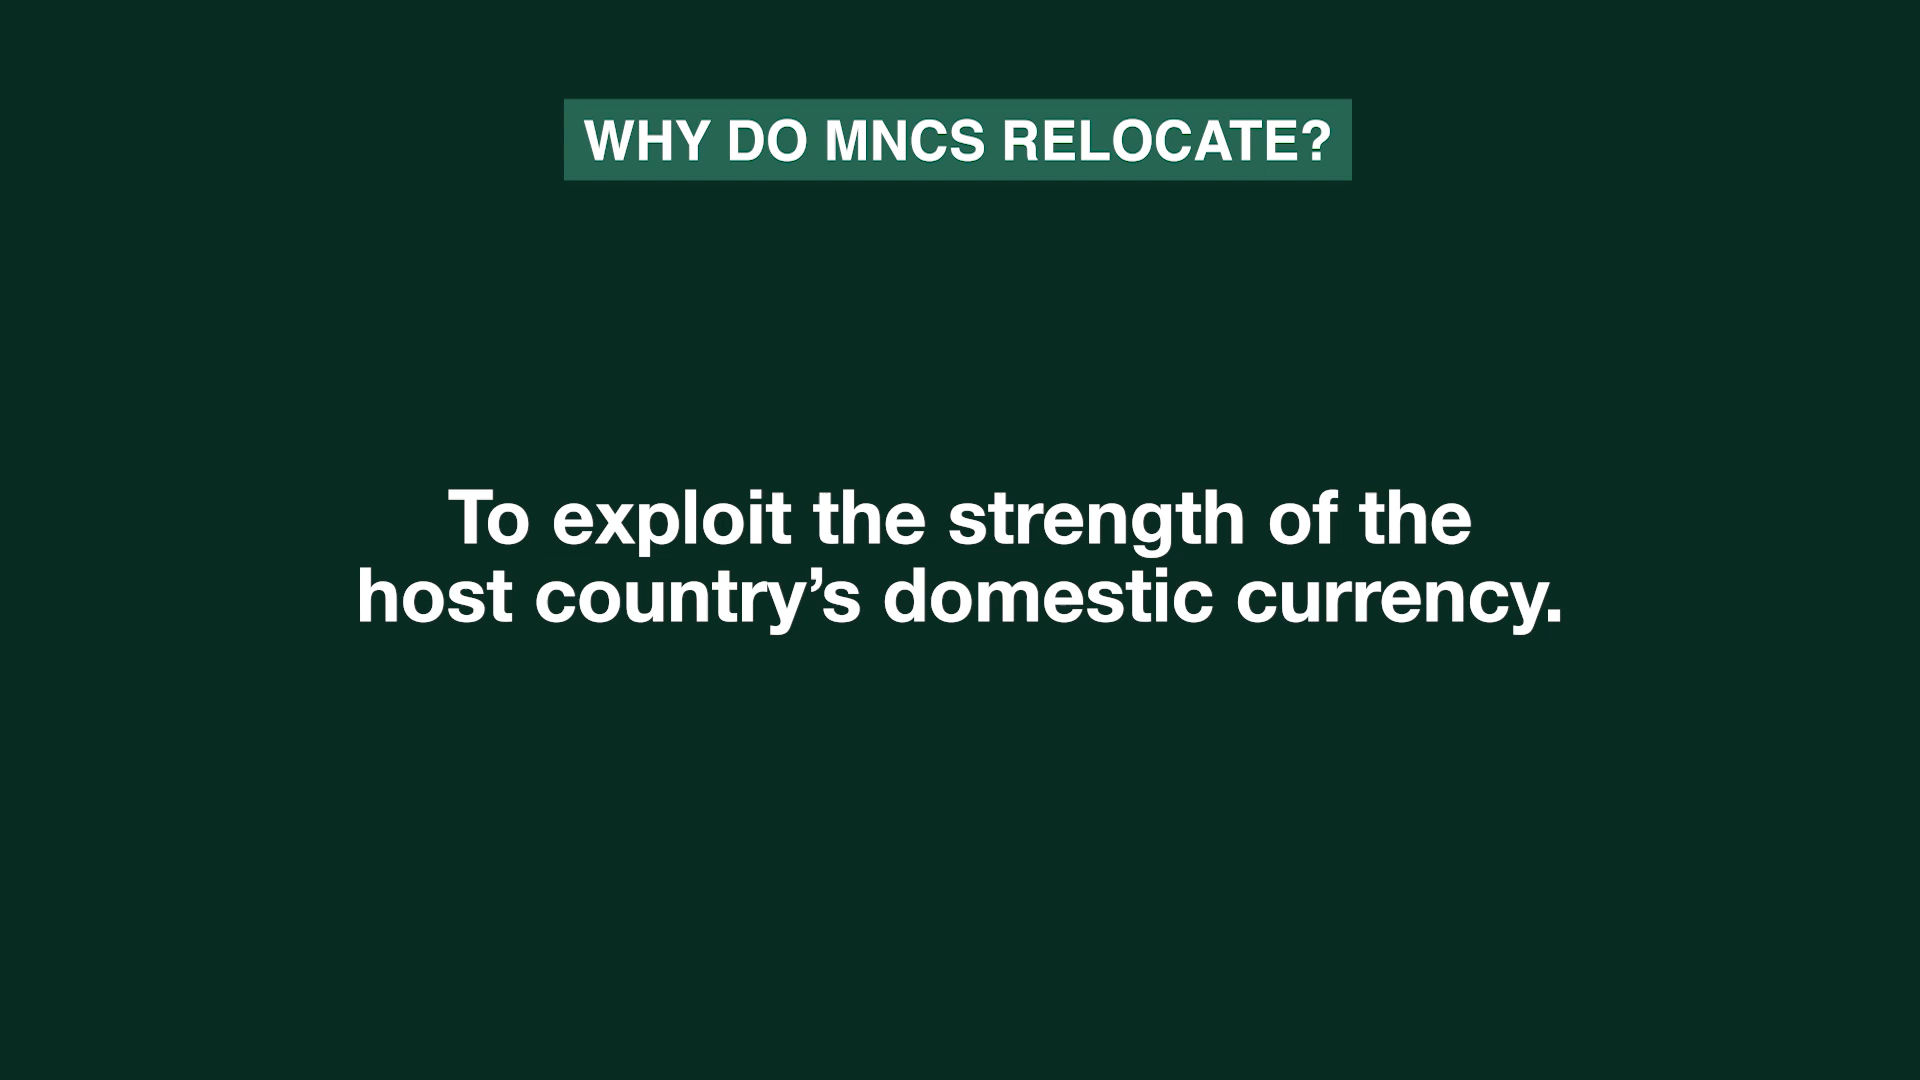 WHY DO MNCS RELOCATE?
To exploit the strength of the
host country’s domestic currency.